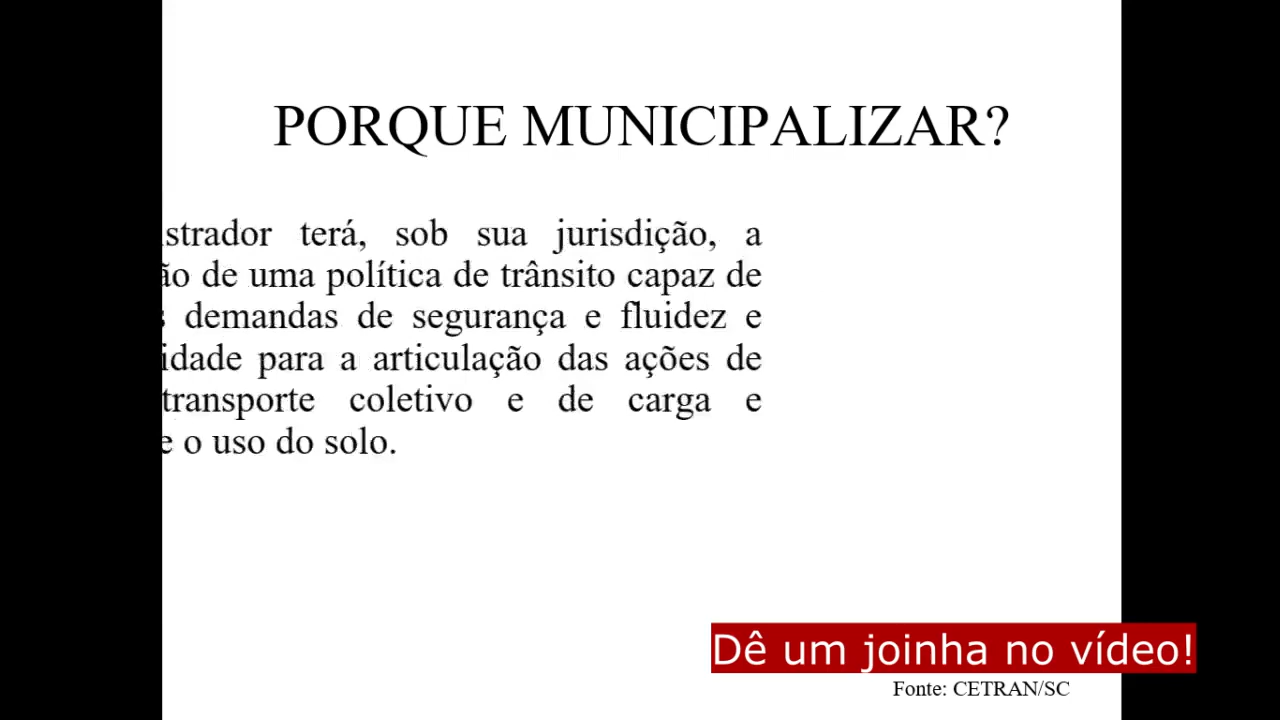 PORQUE MUNICIPALIZAR?
strador terá, sob sua jurisdição, a
ão de uma política de trânsito capaz de
demandas de segurança e fluidez e
idade para a articulação das ações de
transporte coletivo e de carga e
e o uso do solo.
Dê um joinha no vídeo!
Fonte: CETRAN/SC